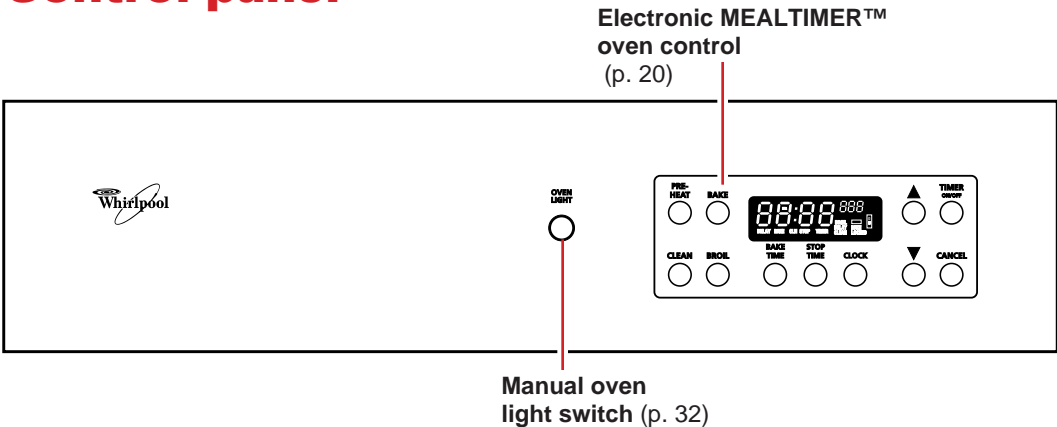 Control panel
Electronic MEALTIMER™
oven control
(p. 20)
Whirlpool
OVEN
LIGHT
PRE-
HEAT
BAKE
88:88 888
TIMER
ON/OFF
CLEAN
BROIL
BAKE
TIME
STOP
TIME
CLOCK
CANCEL
Manual oven
light switch (p. 32)